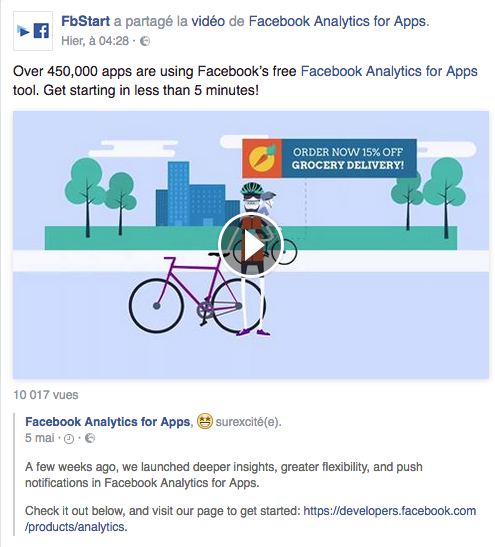 FbStart a partagé la vidéo de Facebook Analytics for Apps.
Hier, à 04:28 ·
Over 450,000 apps are using Facebook's free Facebook Analytics for Apps
tool. Get starting in less than 5 minutes!
ORDER NOW 15% OFF
GROCERY DELIVERY!
10 017 vues
Facebook Analytics for Apps, surexcité(e).
5 mai · ·
A few weeks ago, we launched deeper insights, greater flexibility, and push
notifications in Facebook Analytics for Apps.
Check it out below, and visit our page to get started: https://developers.facebook.com
/products/analytics.